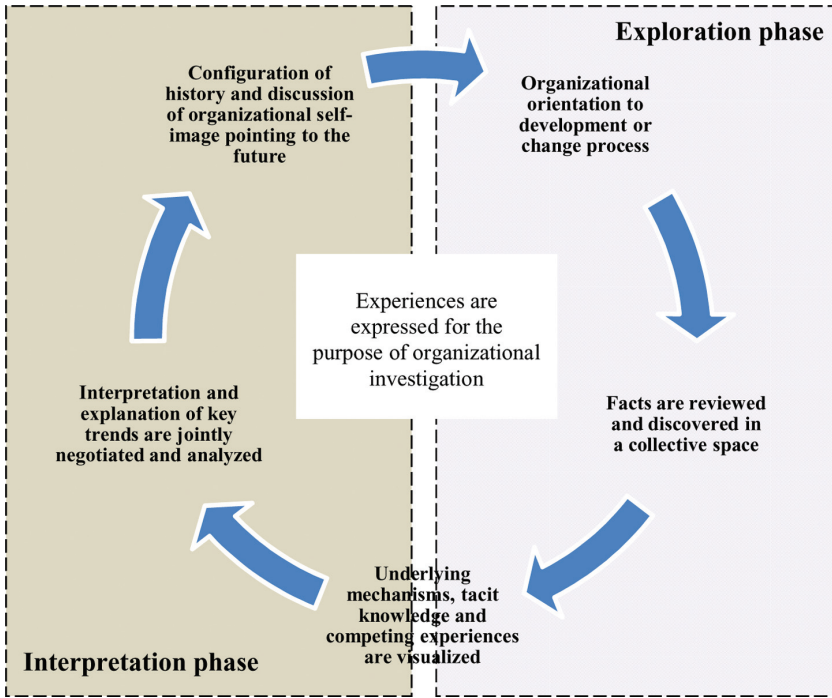 Exploration phase
Configuration of
history and discussion
of organizational self-
image pointing to the
future
Organizational
orientation to
development or
change process
Experiences are
expressed for the
purpose of organizational
investigation
Interpretation and
explanation of key
trends are jointly
negotiated and analyzed
Facts are reviewed
and discovered in
a collective space
Underlying
mechanisms, tacit
knowledge and
competing experiences
are visualized
Interpretation phase